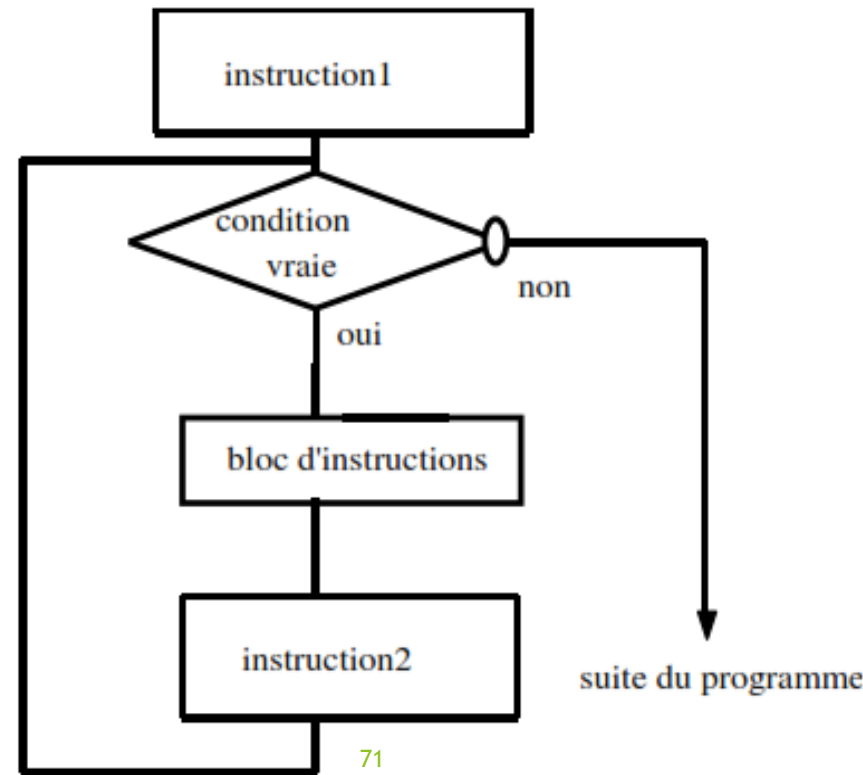 instruction1
condition
vraie
non
oui
bloc d'instructions
instruction2
suite du programme
71